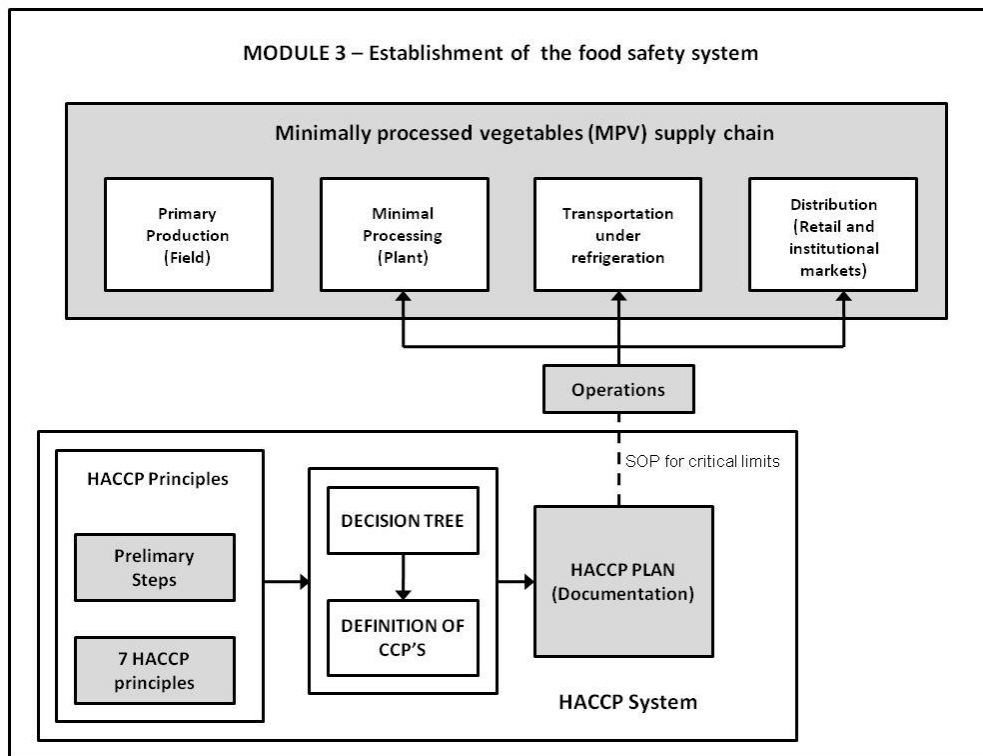 MODULE 3 – Establishment of the food safety system
Minimally processed vegetables (MPV) supply chain
Primary
Production
(Field)
Minimal
Processing
(Plant)
Transportation
under
refrigeration
Distribution
(Retail and
institutional
markets)
Operations
SOP for critical limits
HACCP Principles
Prelimary
Steps
7 HACCP
principles
DECISION TREE
DEFINITION OF
CCP'S
HACCP PLAN
(Documentation)
HACCP System